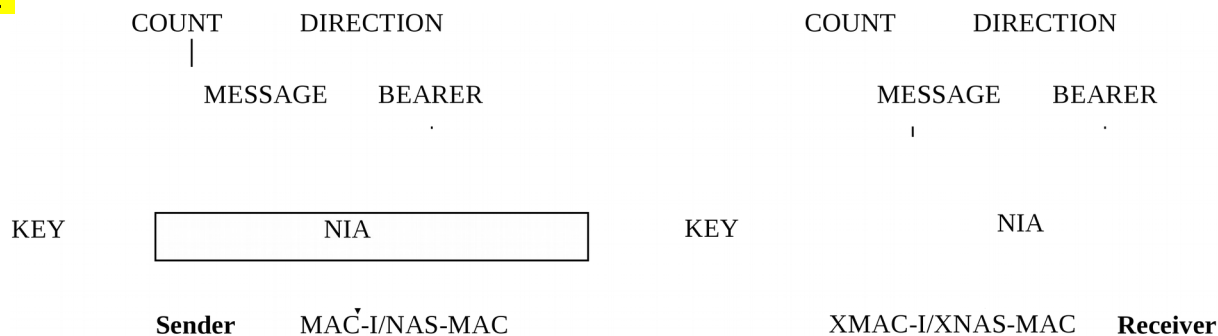 COUNT DIRECTION COUNT DIRECTION
MESSAGE BEARER MESSAGE BEARER
KEY NIA KEY NIA
Sender MAC-I/NAS-MAC XMAC-I/XNAS-MAC Receiver